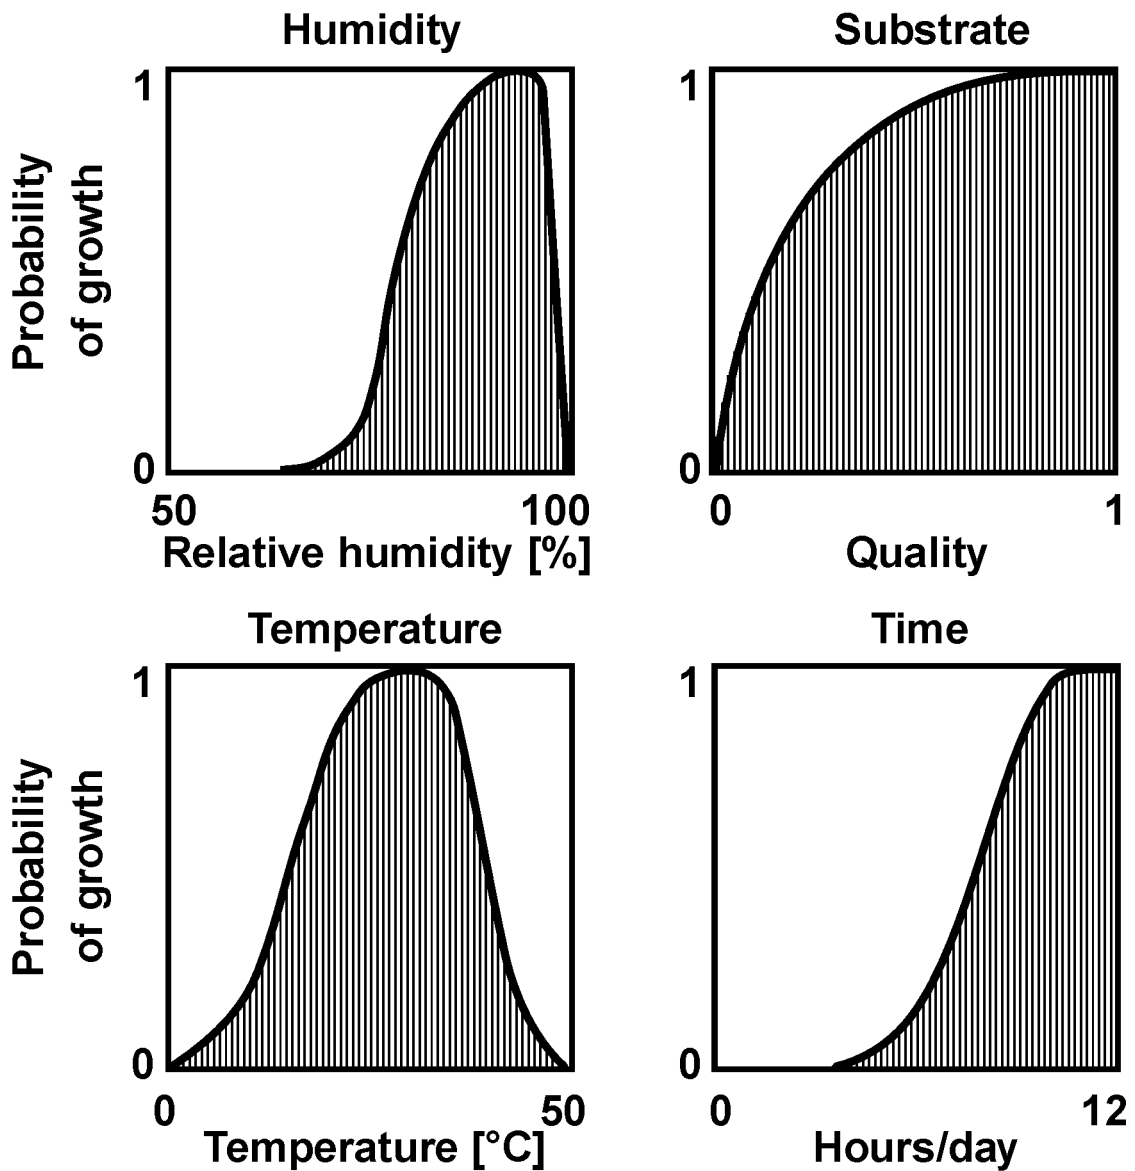 Humidity
1
Probability
of growth
0
50
100
Relative humidity [%]
Substrate
1
0
0
1
Quality
Temperature
1
Probability
of growth
0
0
50
Temperature [°C]
Time
1
0
0
12
Hours/day